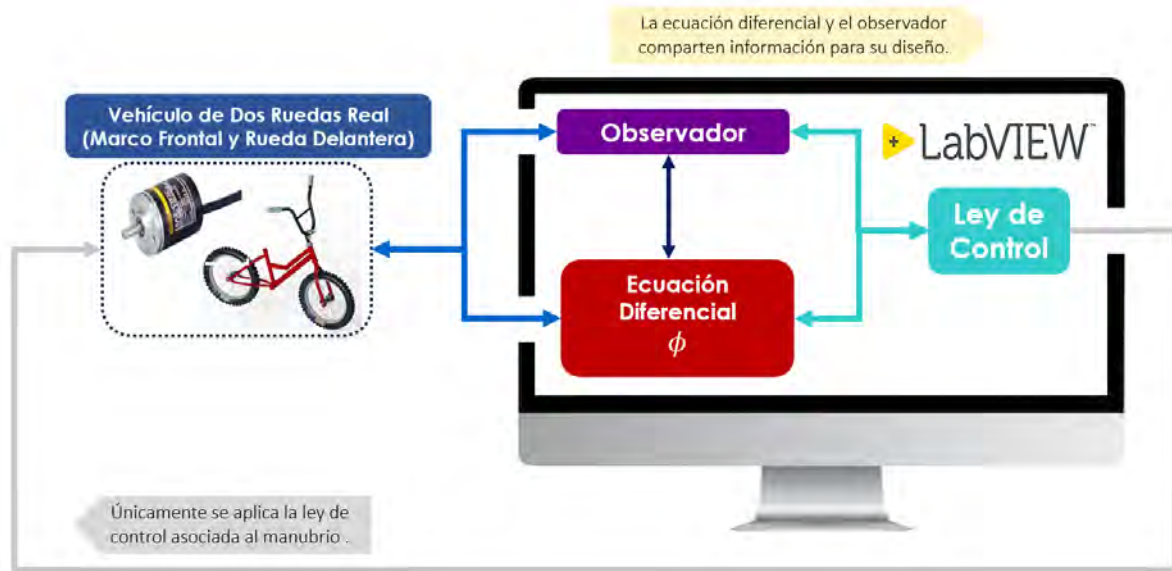 La ecuación diferencial y el observador
comparten información para su diseño.
Vehículo de Dos Ruedas Real
(Marco Frontal y Rueda Delantera)
Observador
LabVIEW™
Ley de
Control
Ecuación
Diferencial
ϕ
Únicamente se aplica la ley de
control asociada al manubrio .